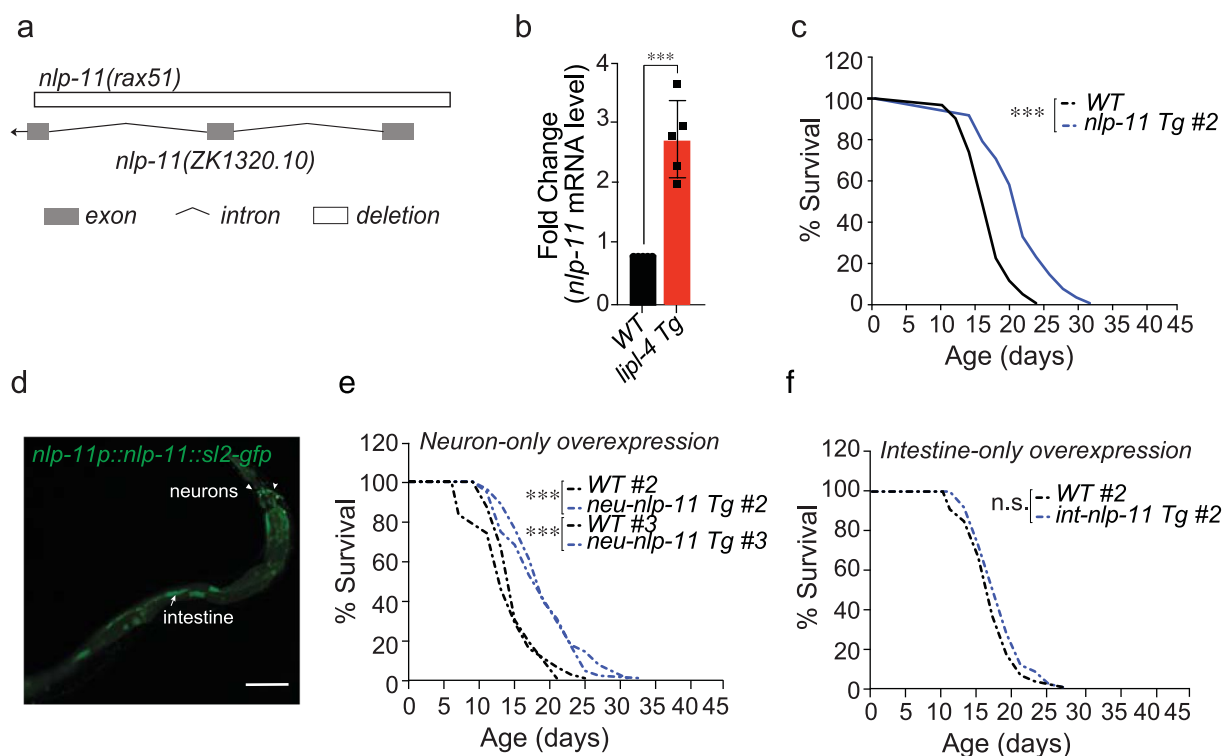 a
nlp-11(rax51)
nlp-11(ZK1320.10)
exon intron deletion
b
***
Fold Change
(nlp-11 mRNA level)
4
3
2
1
0
WT
lipl-4 Tg
c
120
100
80
60
40
20
0
% Survival
*** WT
nlp-11 Tg #2
0 5 10 15 20 25 30 35 40 45
Age (days)
d
nlp-11p::nlp-11::sl2-gfp
neurons
intestine
e
Neuron-only overexpression
120
100
80
60
40
20
0
% Survival
*** WT #2
neu-nlp-11 Tg #2
*** WT #3
neu-nlp-11 Tg #3
0 5 10 15 20 25 30 35 40 45
Age (days)
f
Intestine-only overexpression
120
100
80
60
40
20
0
% Survival
n.s. WT #2
int-nlp-11 Tg #2
0 5 10 15 20 25 30 35 40 45
Age (days)